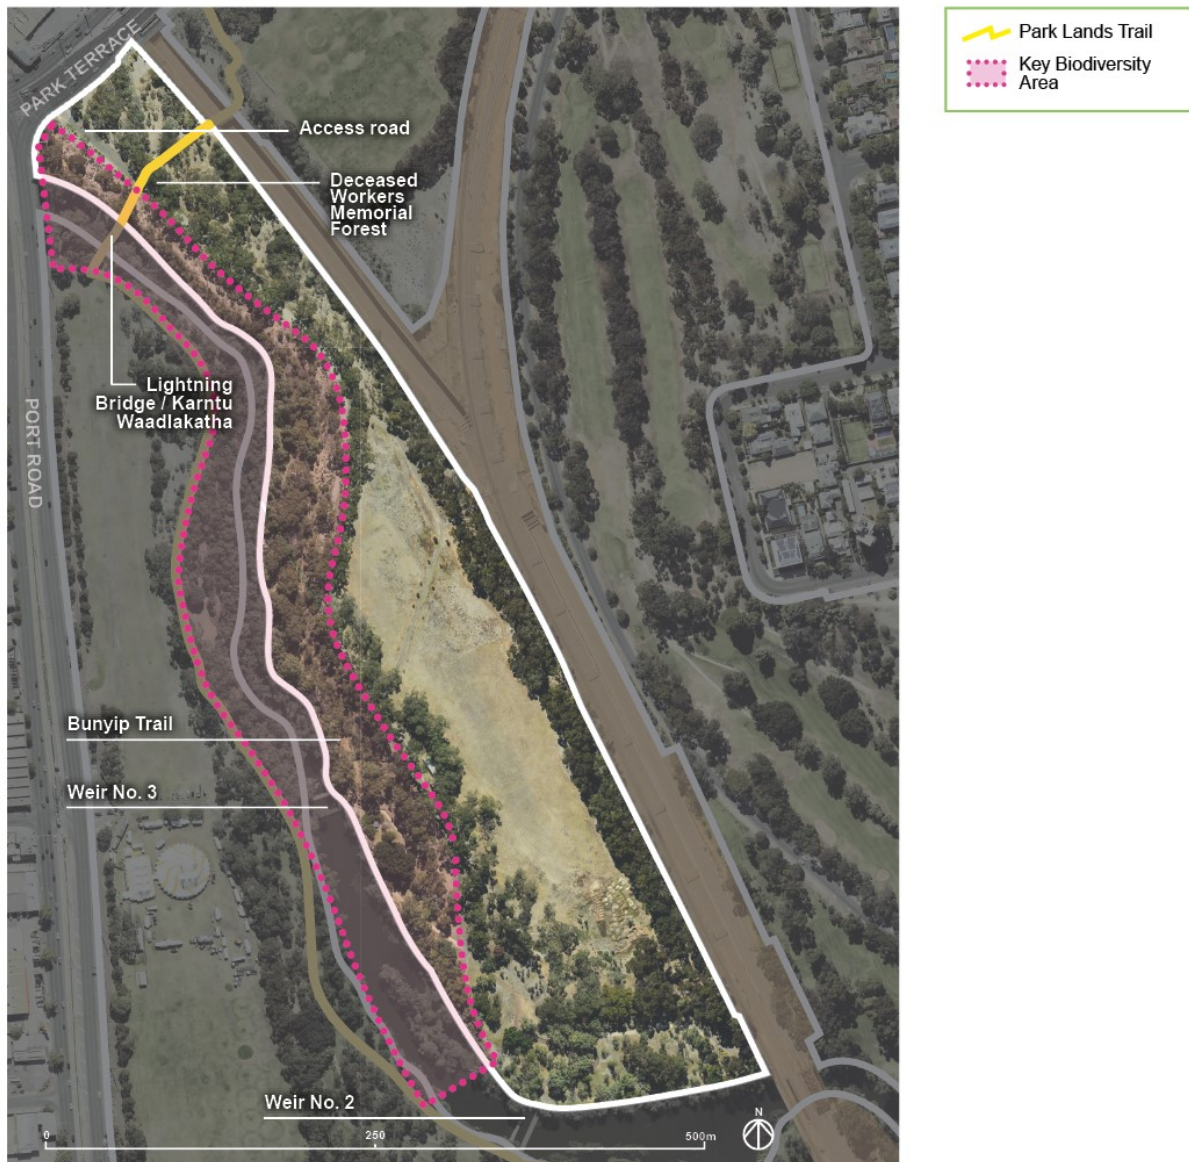 Park Lands Trail
Key Biodiversity
Area
PARK TERRACE
Access road
Deceased
Workers
Memorial
Forest
Lightning
Bridge / Karntu
Waadlakatha
PORT ROAD
Bunyip Trail
Weir No. 3
Weir No. 2
0
250
500m
N